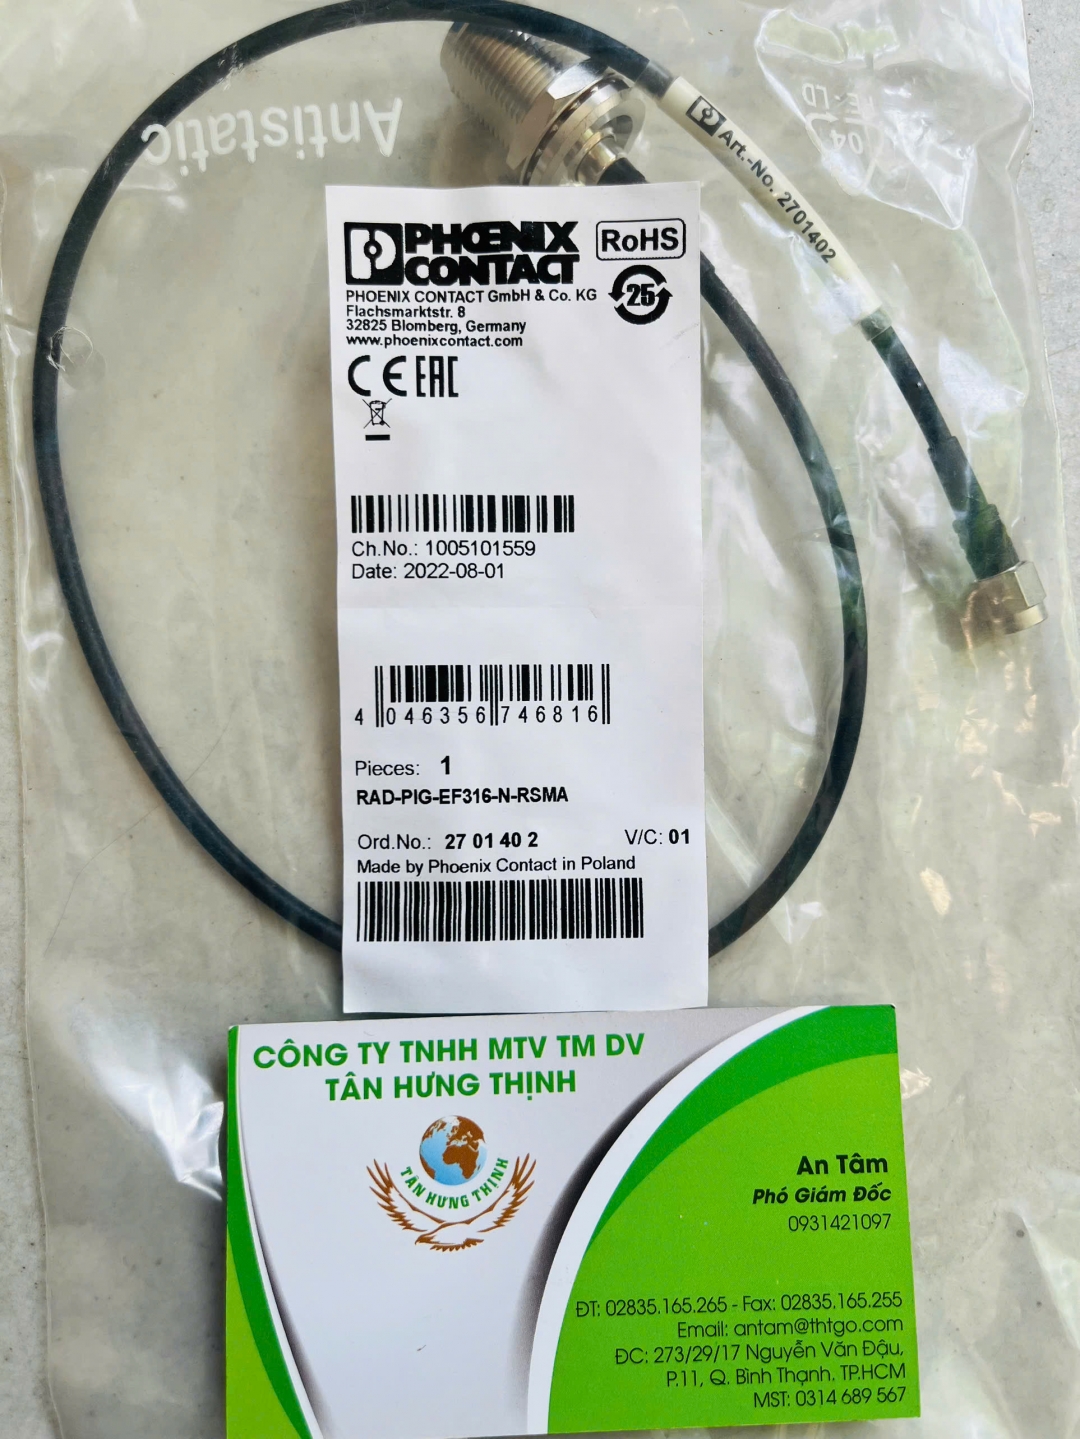 Antistatic
Art.-No. 2701402
PHOENIX
CONTACT
RoHS
25
PHOENIX CONTACT GmbH & Co. KG
Flachsmarktstr. 8
32825 Blomberg, Germany
www.phoenixcontact.com
CE EAC
Ch.No.: 1005101559
Date: 2022-08-01
4 046356 746816
Pieces: 1
RAD-PIG-EF316-N-RSMA
Ord.No.: 27 01 40 2 V/C: 01
Made by Phoenix Contact in Poland
CÔNG TY TNHH MTV TM DV
TÂN HƯNG THỊNH
TÂN HƯNG THỊNH
An Tâm
Phó Giám Đốc
0931421097
ĐT: 02835.165.265 - Fax: 02835.165.255
Email: antam@thtgo.com
ĐC: 273/29/17 Nguyễn Văn Đậu,
P.11, Q. Bình Thạnh. TP.HCM
MST: 0314 689 567